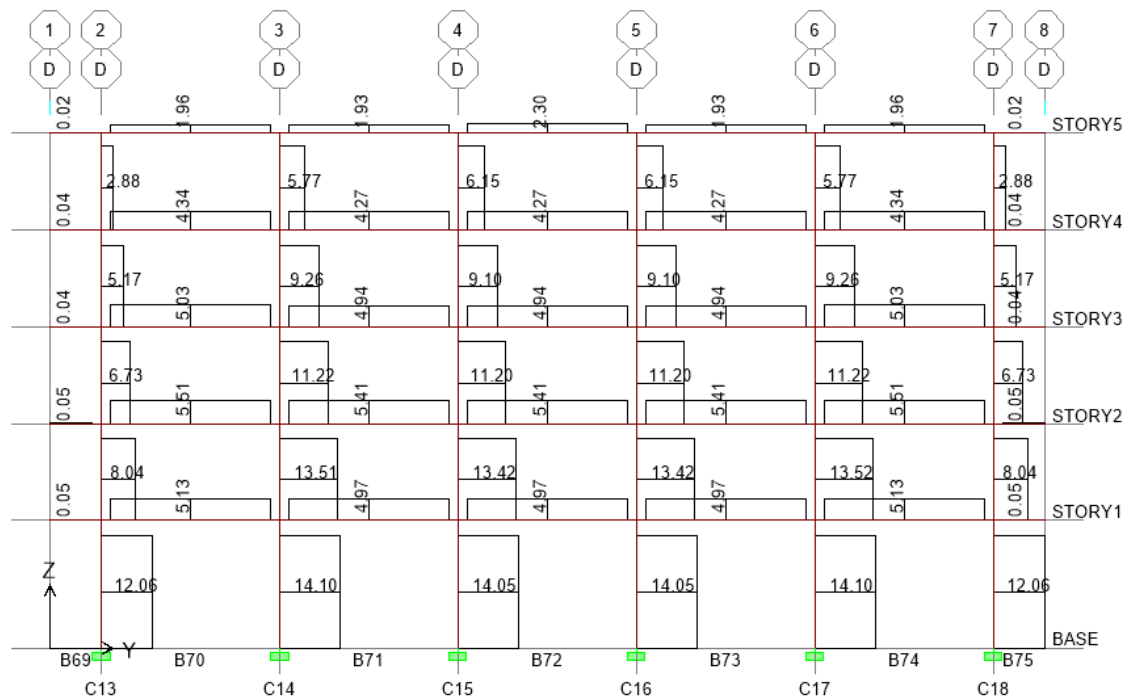 1 2 3 4 5 6 7 8
D D D D D D D D
0.02 1.96 1.93 2.30 1.93 1.96 0.02 STORY5
2.88 5.77 6.15 6.15 5.77 2.88
0.04 4.34 4.27 4.27 4.27 4.34 0.04 STORY4
5.17 9.26 9.10 9.10 9.26 5.17
0.04 5.03 4.94 4.94 4.94 5.03 0.04 STORY3
6.73 11.22 11.20 11.20 11.22 6.73
0.05 5.51 5.41 5.41 5.41 5.51 0.05 STORY2
8.04 13.51 13.42 13.42 13.52 8.04
0.05 5.13 4.97 4.97 4.97 5.13 0.05 STORY1
Z
12.06 14.10 14.05 14.05 14.10 12.06
Y BASE
B69 B70 B71 B72 B73 B74 B75
C13 C14 C15 C16 C17 C18